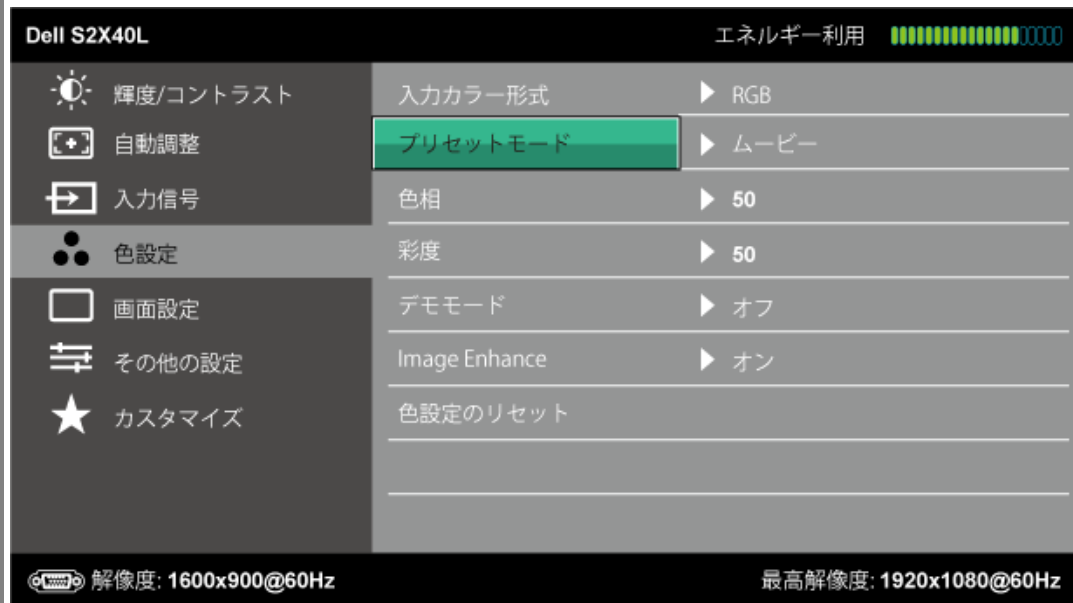 Dell S2X40L エネルギー利用
輝度/コントラスト 入力カラー形式 RGB
自動調整 プリセットモード ムービー
入力信号 色相 50
色設定 彩度 50
画面設定 デモモード オフ
その他の設定 Image Enhance オン
カスタマイズ 色設定のリセット
解像度: 1600x900@60Hz 最高解像度: 1920x1080@60Hz